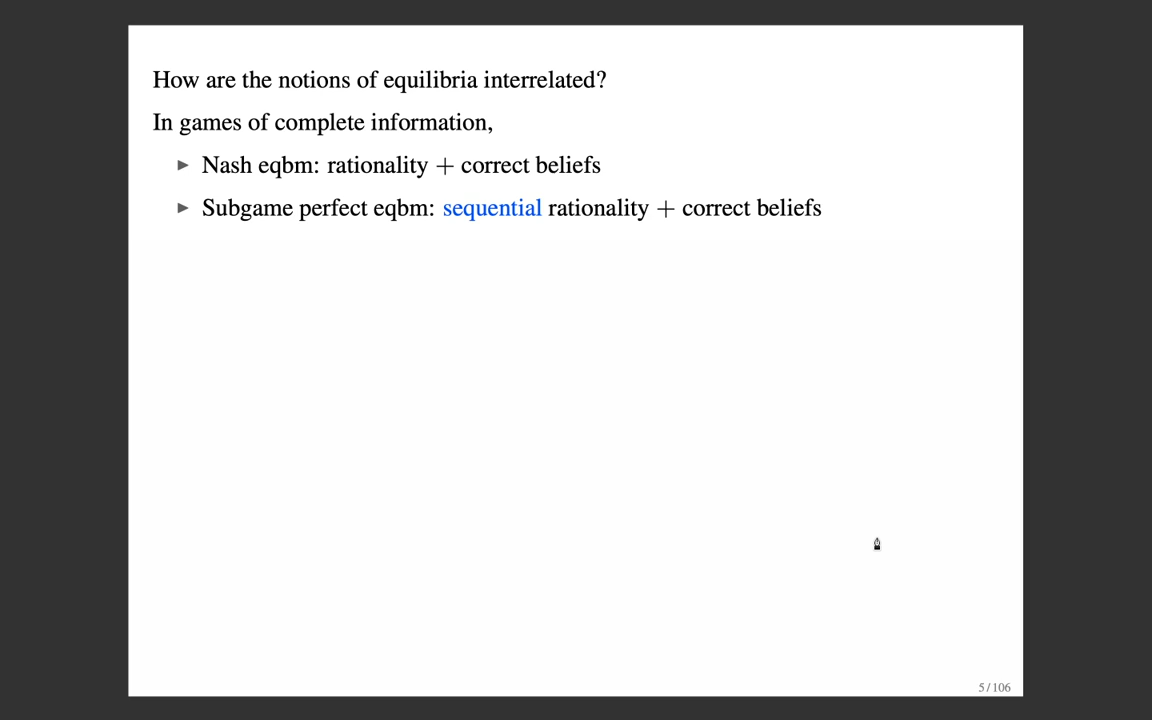 How are the notions of equilibria interrelated?
In games of complete information,
► Nash eqbm: rationality + correct beliefs
► Subgame perfect eqbm: sequential rationality + correct beliefs
5 / 106